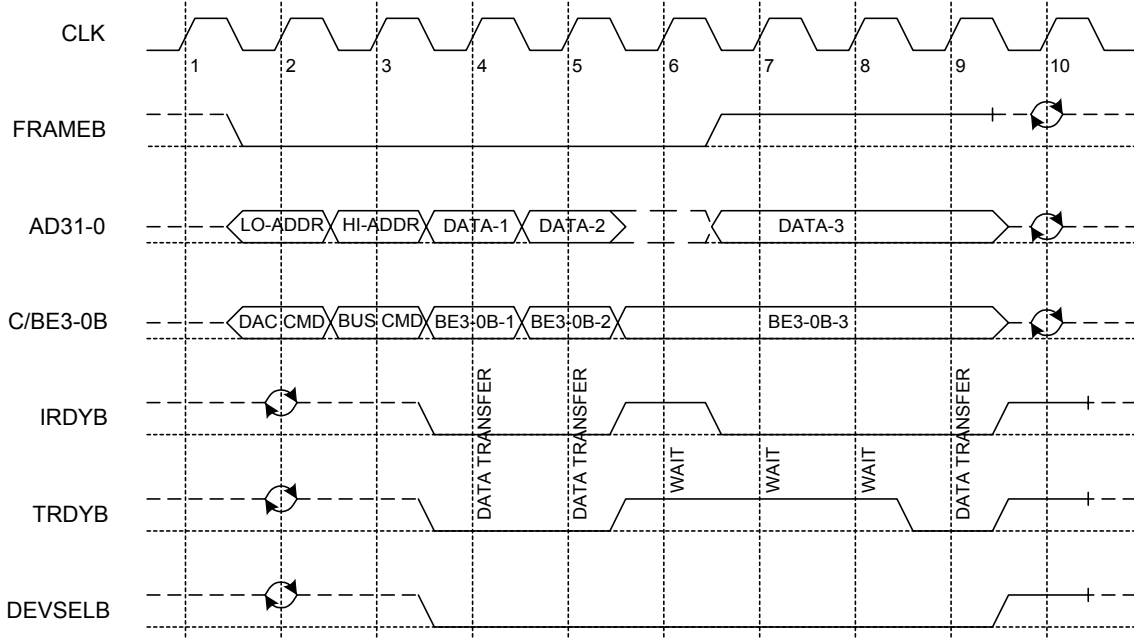 CLK
1 2 3 4 5 6 7 8 9 10
FRAMEB
AD31-0
LO-ADDR HI-ADDR DATA-1 DATA-2 DATA-3
C/BE3-0B
DAC CMD BUS CMD BE3-0B-1 BE3-0B-2 BE3-0B-3
IRDYB
DATA TRANSFER
DATA TRANSFER
WAIT
WAIT
WAIT
DATA TRANSFER
TRDYB
DEVSELB